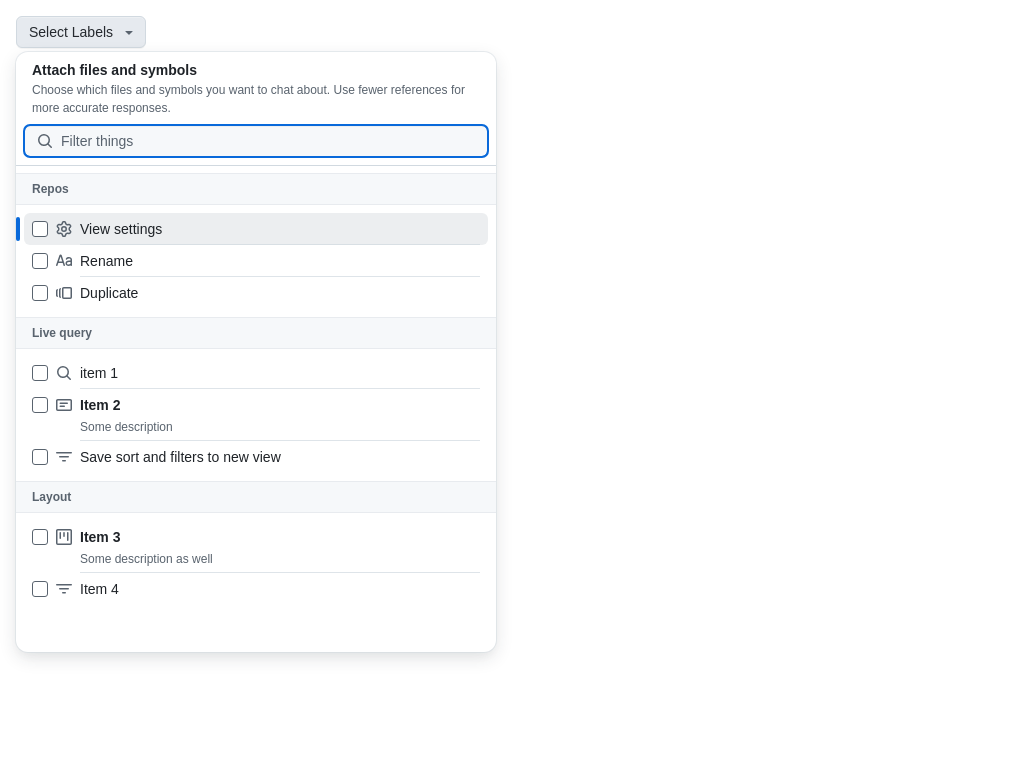 Select Labels
Attach files and symbols
Choose which files and symbols you want to chat about. Use fewer references for
more accurate responses.
Filter things
Repos
View settings
Rename
Duplicate
Live query
item 1
Item 2
Some description
Save sort and filters to new view
Layout
Item 3
Some description as well
Item 4